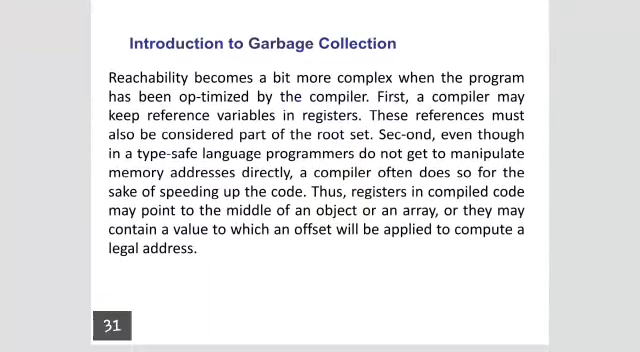 Introduction to Garbage Collection
Reachability becomes a bit more complex when the program
has been op-timized by the compiler. First, a compiler may
keep reference variables in registers. These references must
also be considered part of the root set. Sec-ond, even though
in a type-safe language programmers do not get to manipulate
memory addresses directly, a compiler often does so for the
sake of speeding up the code. Thus, registers in compiled code
may point to the middle of an object or an array, or they may
contain a value to which an offset will be applied to compute a
legal address.
31